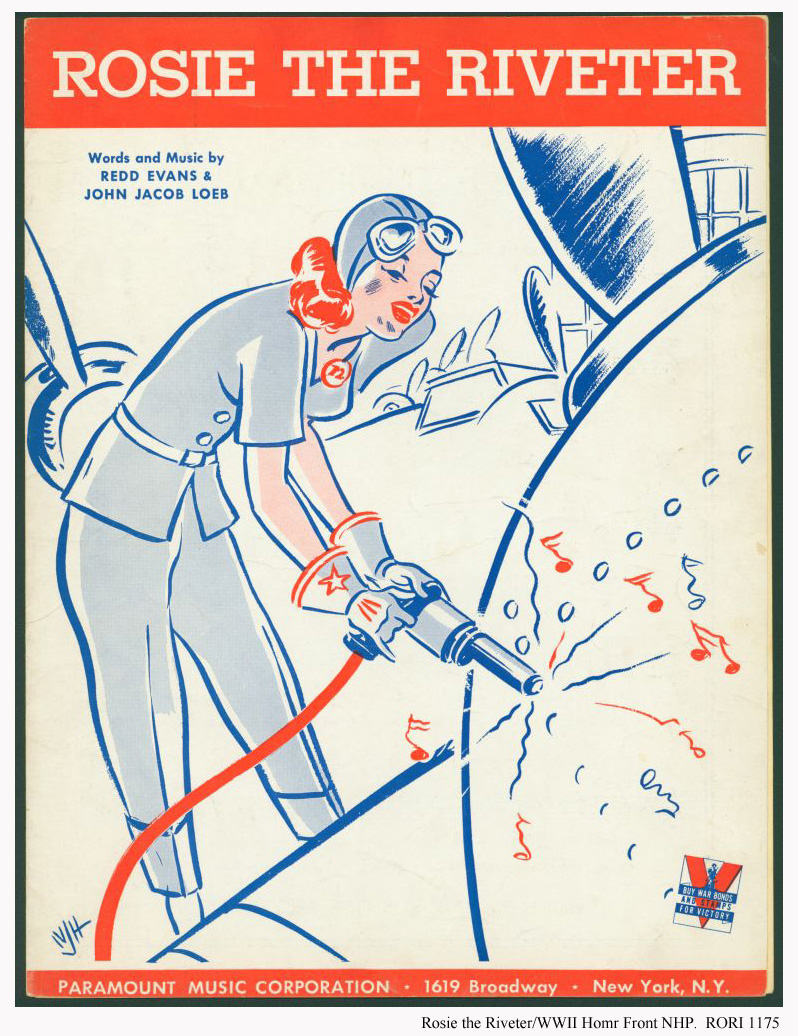 ROSIE THE RIVETER
Words and Music by
REDD EVANS &
JOHN JACOB LOEB
n
BUY WAR BONDS
AND STAMPS
FOR VICTORY
PARAMOUNT MUSIC CORPORATION • 1619 Broadway • New York, N.Y.
Rosie the Riveter/WWII Homr Front NHP.  RORI 1175